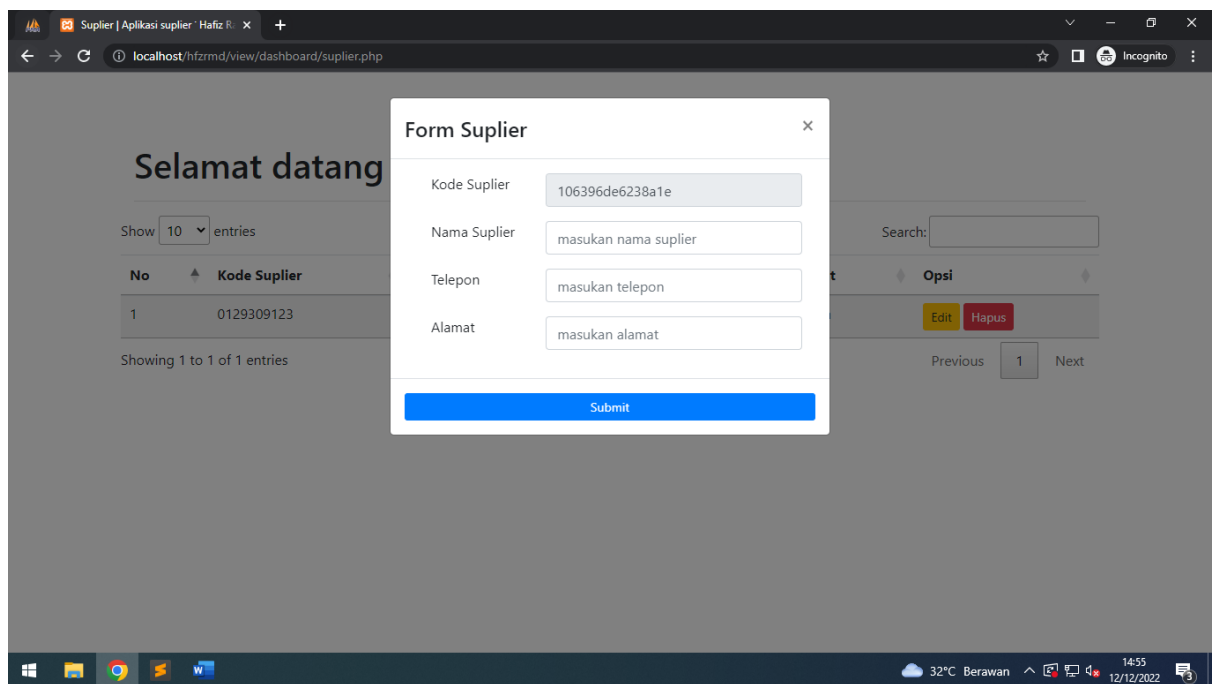 Suplier | Aplikasi suplier ' Hafiz R
localhost/hfzrmd/view/dashboard/suplier.php
Incognito
Form Suplier
Selamat datang
Kode Suplier
106396de6238a1e
Nama Suplier
masukan nama suplier
Telepon
masukan telepon
Alamat
masukan alamat
Submit
Show 10 entries
Search:
No Kode Suplier t Opsi
1 0129309123 Edit Hapus
Showing 1 to 1 of 1 entries
Previous 1 Next
32°C Berawan
14:55
12/12/2022
3